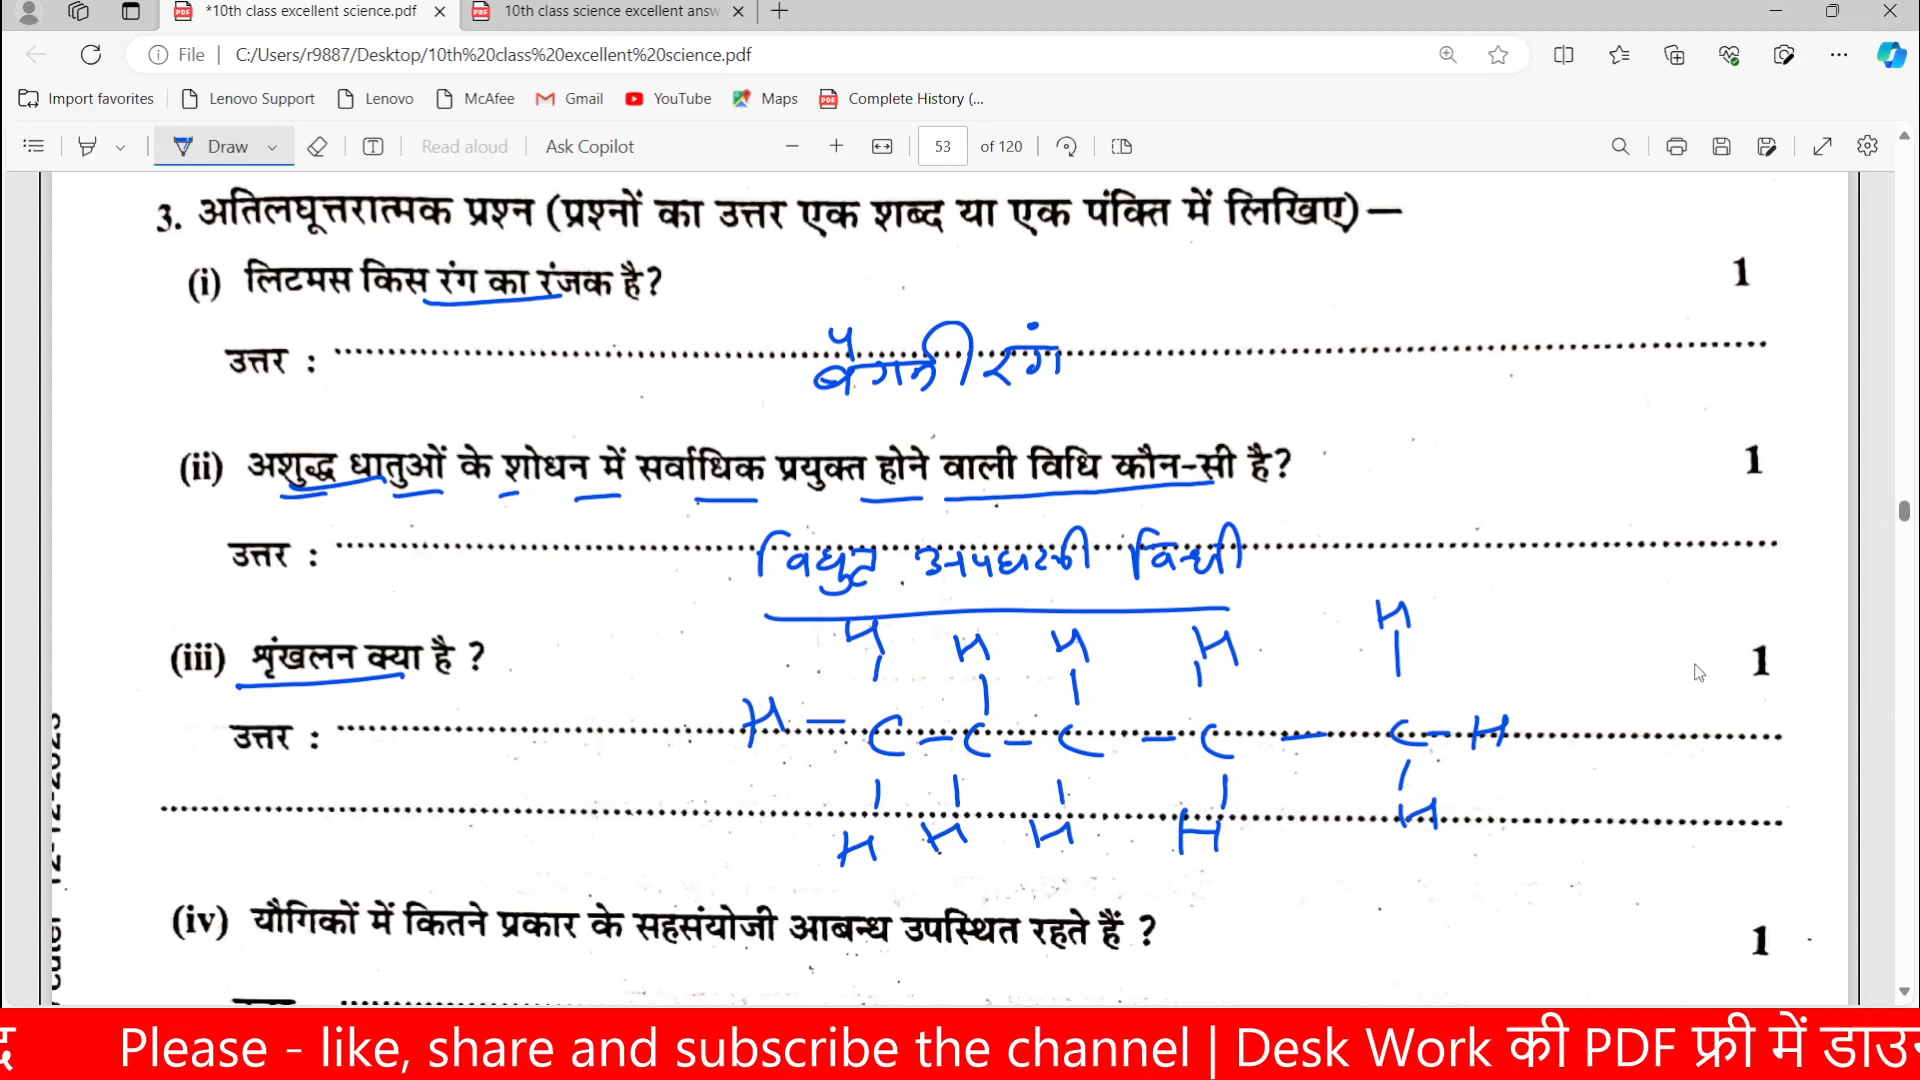 *10th class excellent science.pdf
10th class science excellent answ
File C:/Users/r9887/Desktop/10th%20class%20excellent%20science.pdf
Import favorites Lenovo Support Lenovo McAfee Gmail YouTube Maps Complete History (...
Draw Read aloud Ask Copilot 53 of 120
3. अतिलघूत्तरात्मक प्रश्न (प्रश्नों का उत्तर एक शब्द या एक पंक्ति में लिखिए) —
(i) लिटमस किस रंग का रंजक है? 1
उत्तर : बैंगनी रंग
(ii) अशुद्ध धातुओं के शोधन में सर्वाधिक प्रयुक्त होने वाली विधि कौन-सी है? 1
उत्तर : विधुत अपघटनी विधी
(iii) शृंखलन क्या है ? 1
H H H H H
उत्तर : H – C – C – C – C – C – H
H H H H H
(iv) यौगिकों में कितने प्रकार के सहसंयोजी आबन्ध उपस्थित रहते हैं ? 1
Please - like, share and subscribe the channel | Desk Work की PDF फ्री में